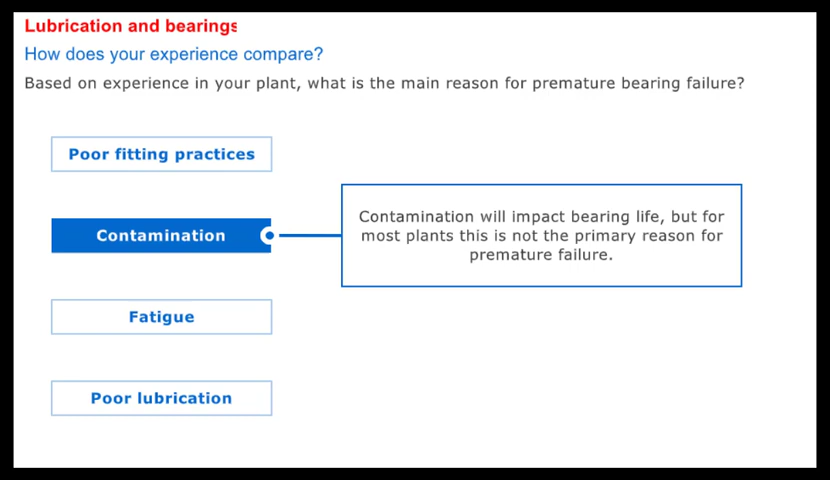 Lubrication and bearings
How does your experience compare?
Based on experience in your plant, what is the main reason for premature bearing failure?
Poor fitting practices
Contamination
Contamination will impact bearing life, but for
most plants this is not the primary reason for
premature failure.
Fatigue
Poor lubrication